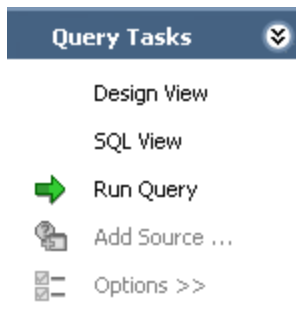 Query Tasks
Design View
SQL View
Run Query
Add Source ...
Options >>